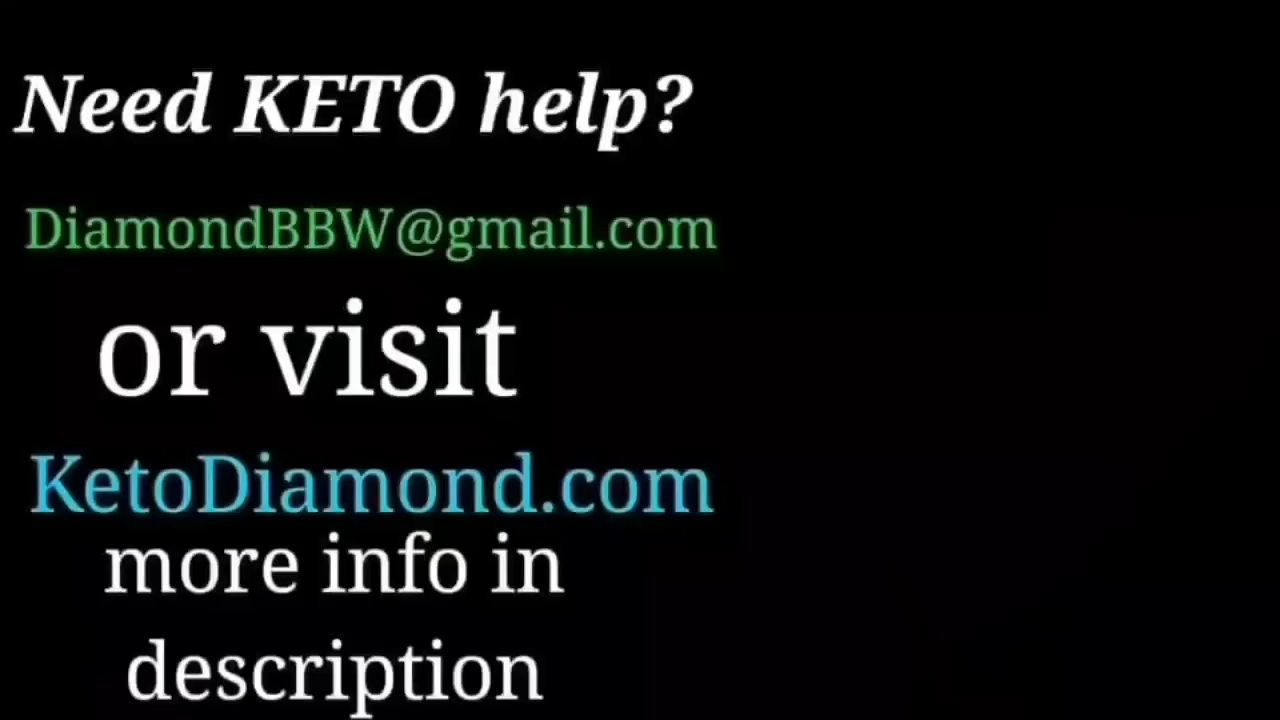 Need KETO help?
DiamondBBW@gmail.com
or visit
KetoDiamond.com
more info in
description